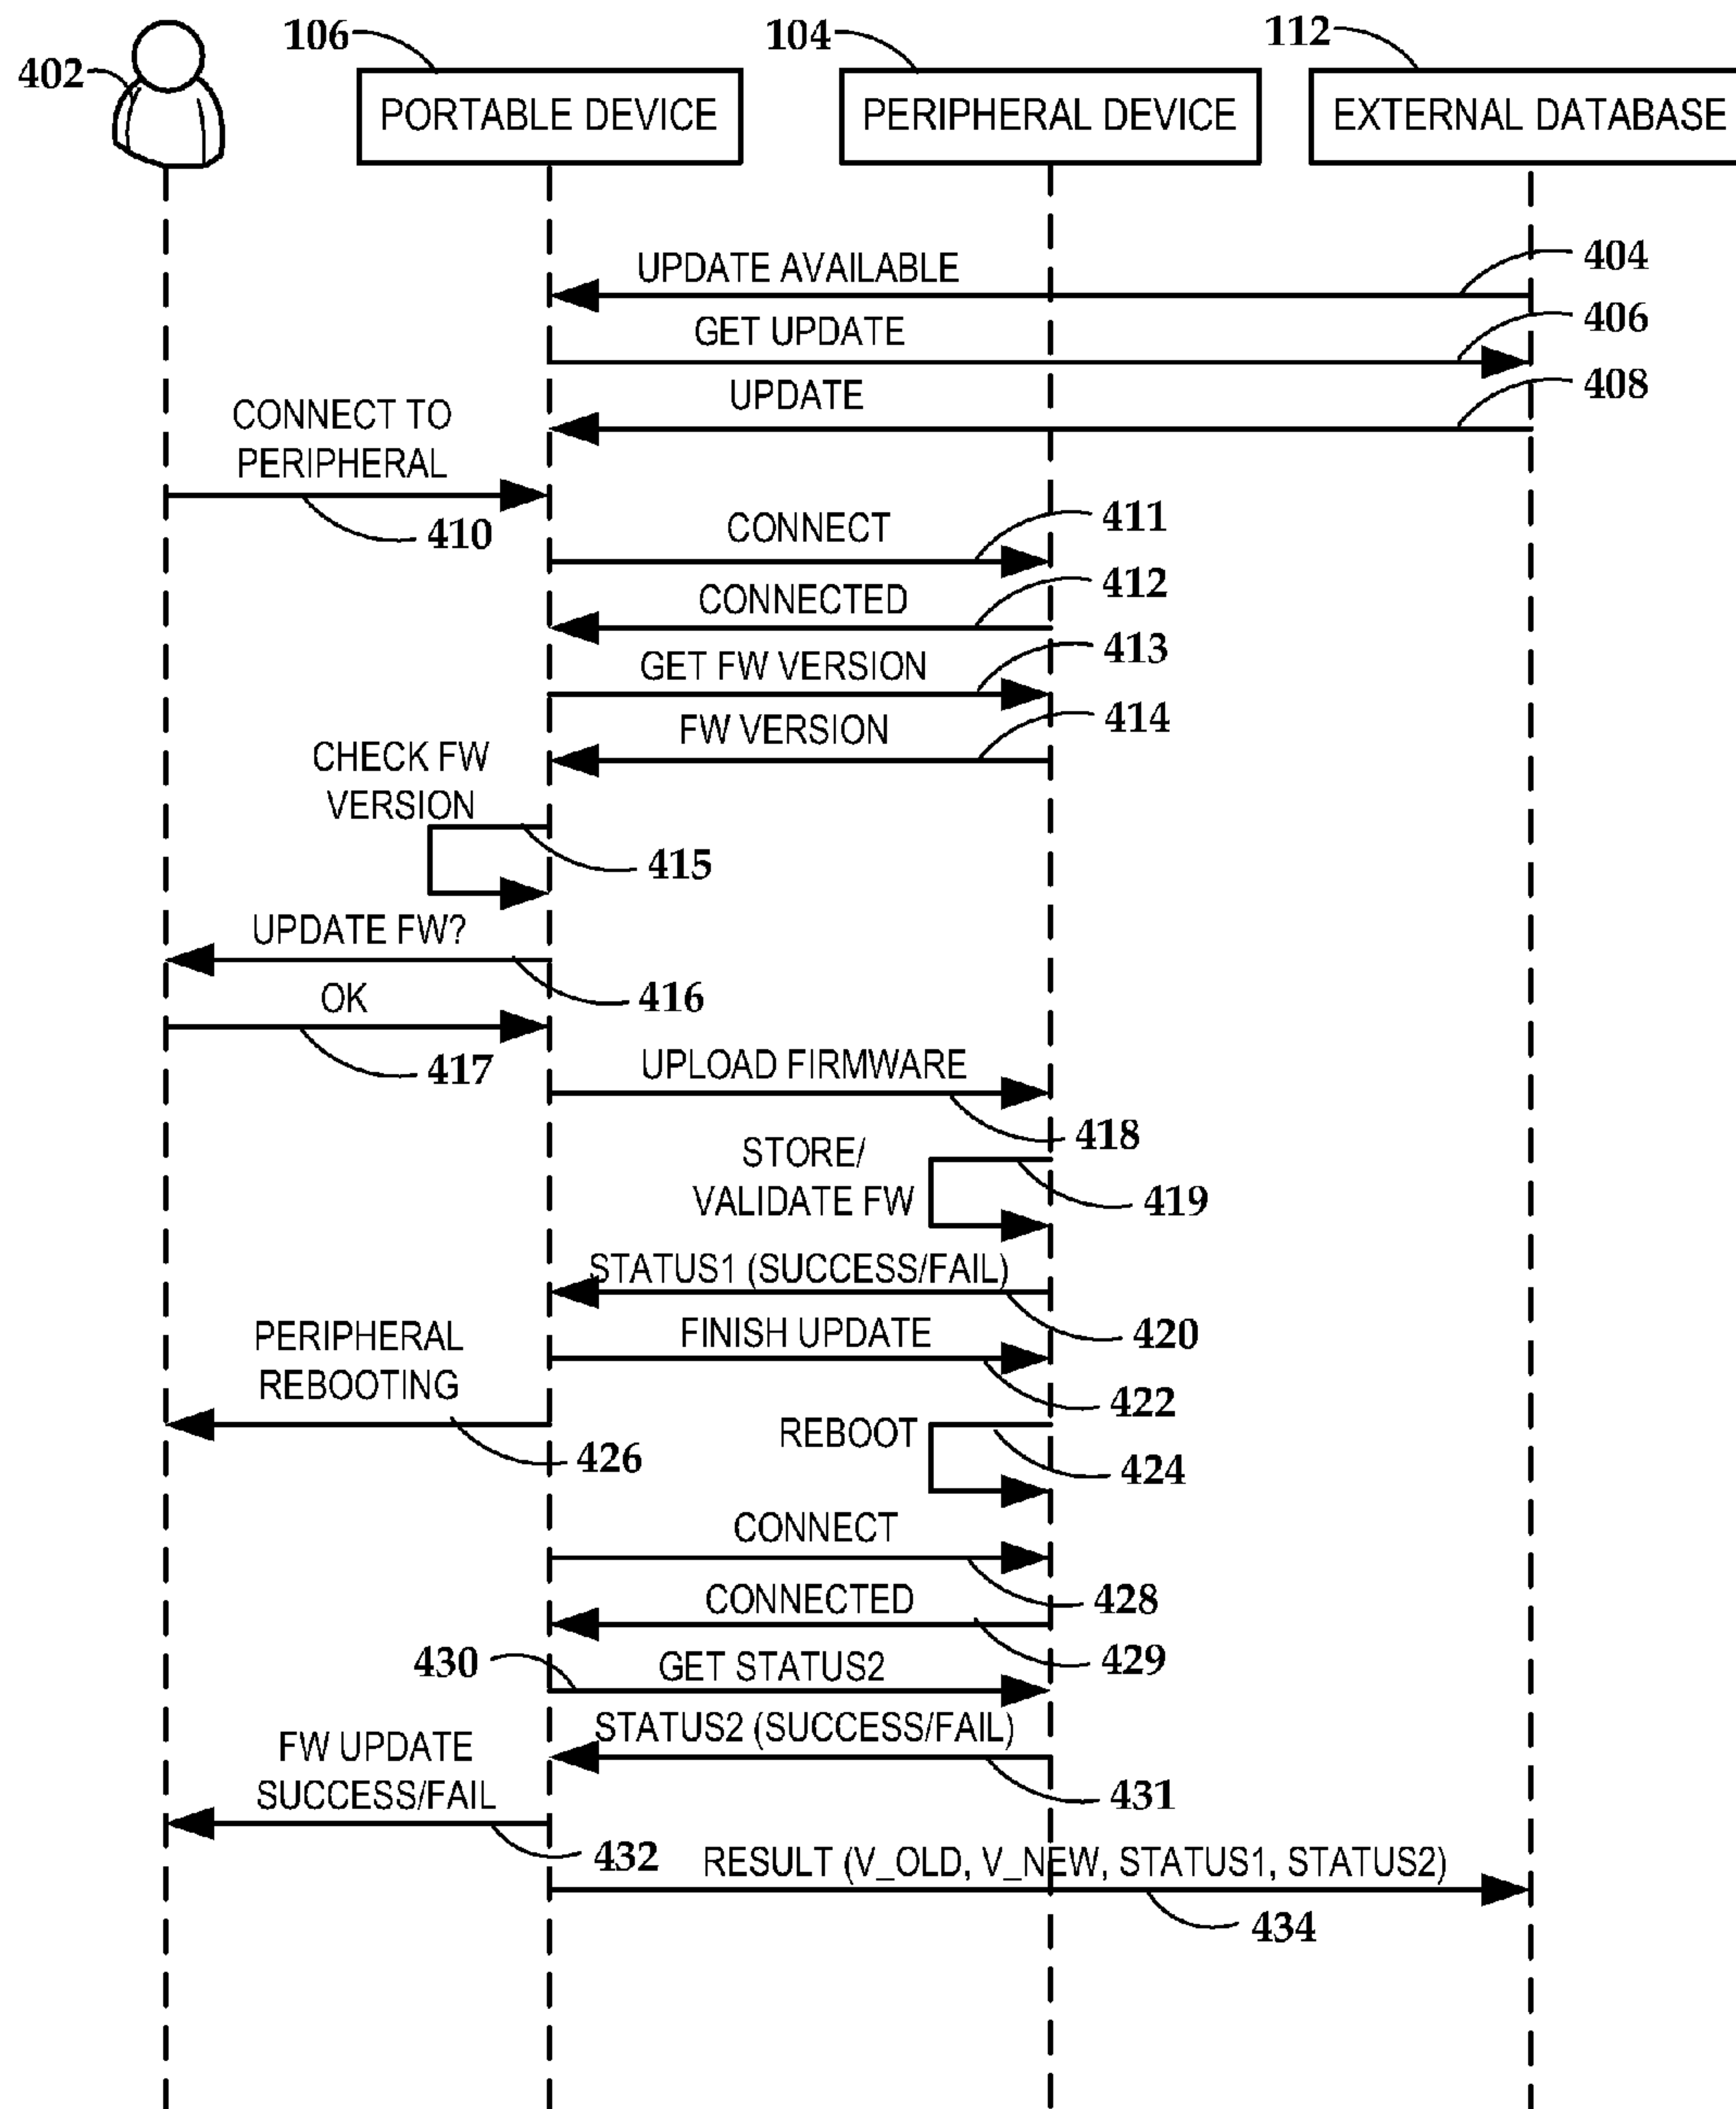 402
106
104
112
PORTABLE DEVICE
PERIPHERAL DEVICE
EXTERNAL DATABASE
UPDATE AVAILABLE
404
GET UPDATE
406
UPDATE
408
CONNECT TO
PERIPHERAL
410
CONNECT
411
CONNECTED
412
GET FW VERSION
413
FW VERSION
414
CHECK FW
VERSION
415
UPDATE FW?
416
OK
417
UPLOAD FIRMWARE
418
STORE/
VALIDATE FW
419
STATUS1 (SUCCESS/FAIL)
420
FINISH UPDATE
422
PERIPHERAL
REBOOTING
426
REBOOT
424
CONNECT
428
CONNECTED
429
430
GET STATUS2
STATUS2 (SUCCESS/FAIL)
431
FW UPDATE
SUCCESS/FAIL
432
RESULT (V_OLD, V_NEW, STATUS1, STATUS2)
434